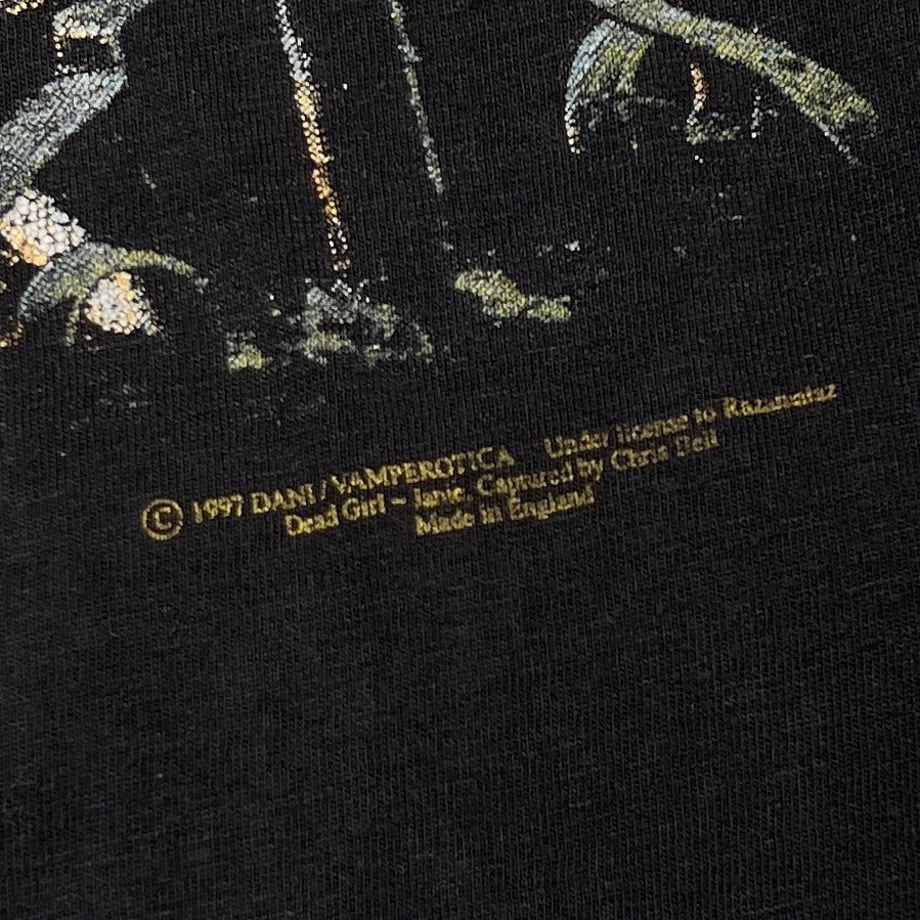 © 1997 DANI / VAMPEROTICA Under license to Razamataz
Dead Girl ~ Janie. Captured by Chris Bell
Made in England